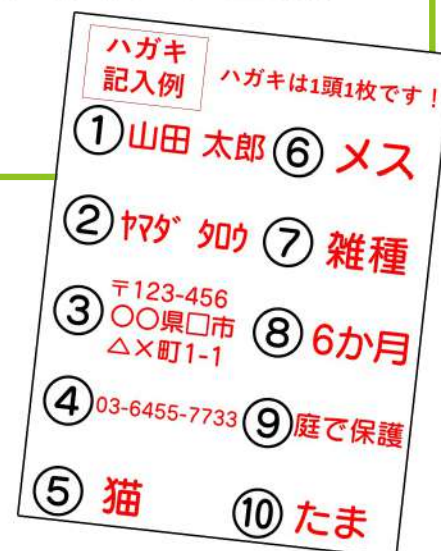 ハガキ
記入例
ハガキは1頭1枚です！
①山田 太郎
②ﾔﾏﾀﾞ ﾀﾛｳ
③〒123-456
〇〇県□市
△×町1-1
④03-6455-7733
⑤ 猫
⑥ メス
⑦ 雑種
⑧ 6か月
⑨庭で保護
⑩ たま